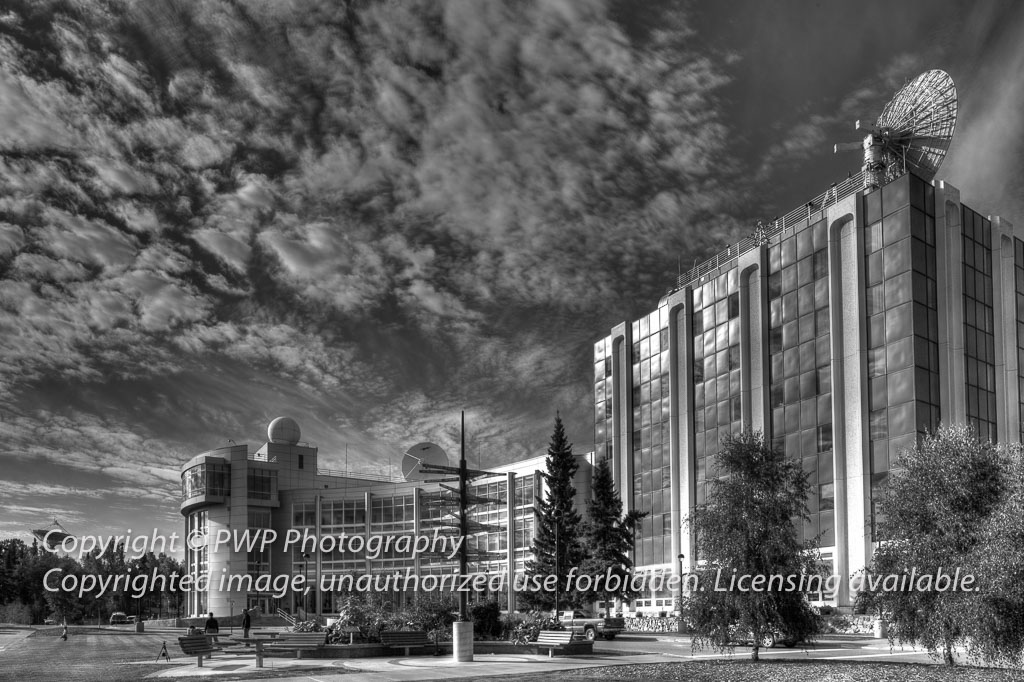 Copyright © PWP Photography
Copyrighted image, unauthorized use forbidden. Licensing available.